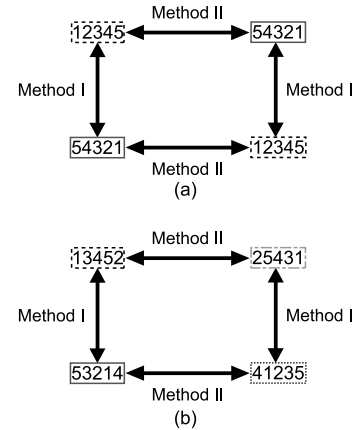 Method II
12345 54321
Method I Method I
54321 12345
Method II
(a)
Method II
13452 25431
Method I Method I
53214 41235
Method II
(b)